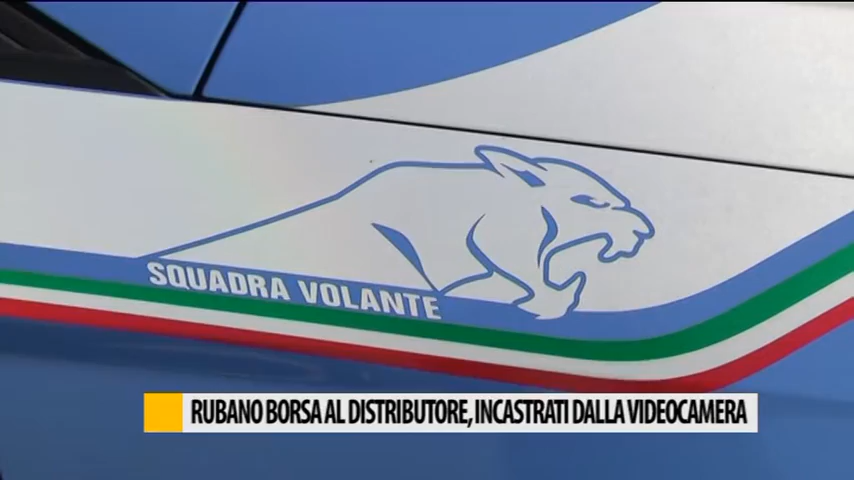 SQUADRA VOLANTE
RUBANO BORSA AL DISTRIBUTORE, INCASTRATI DALLA VIDEOCAMERA